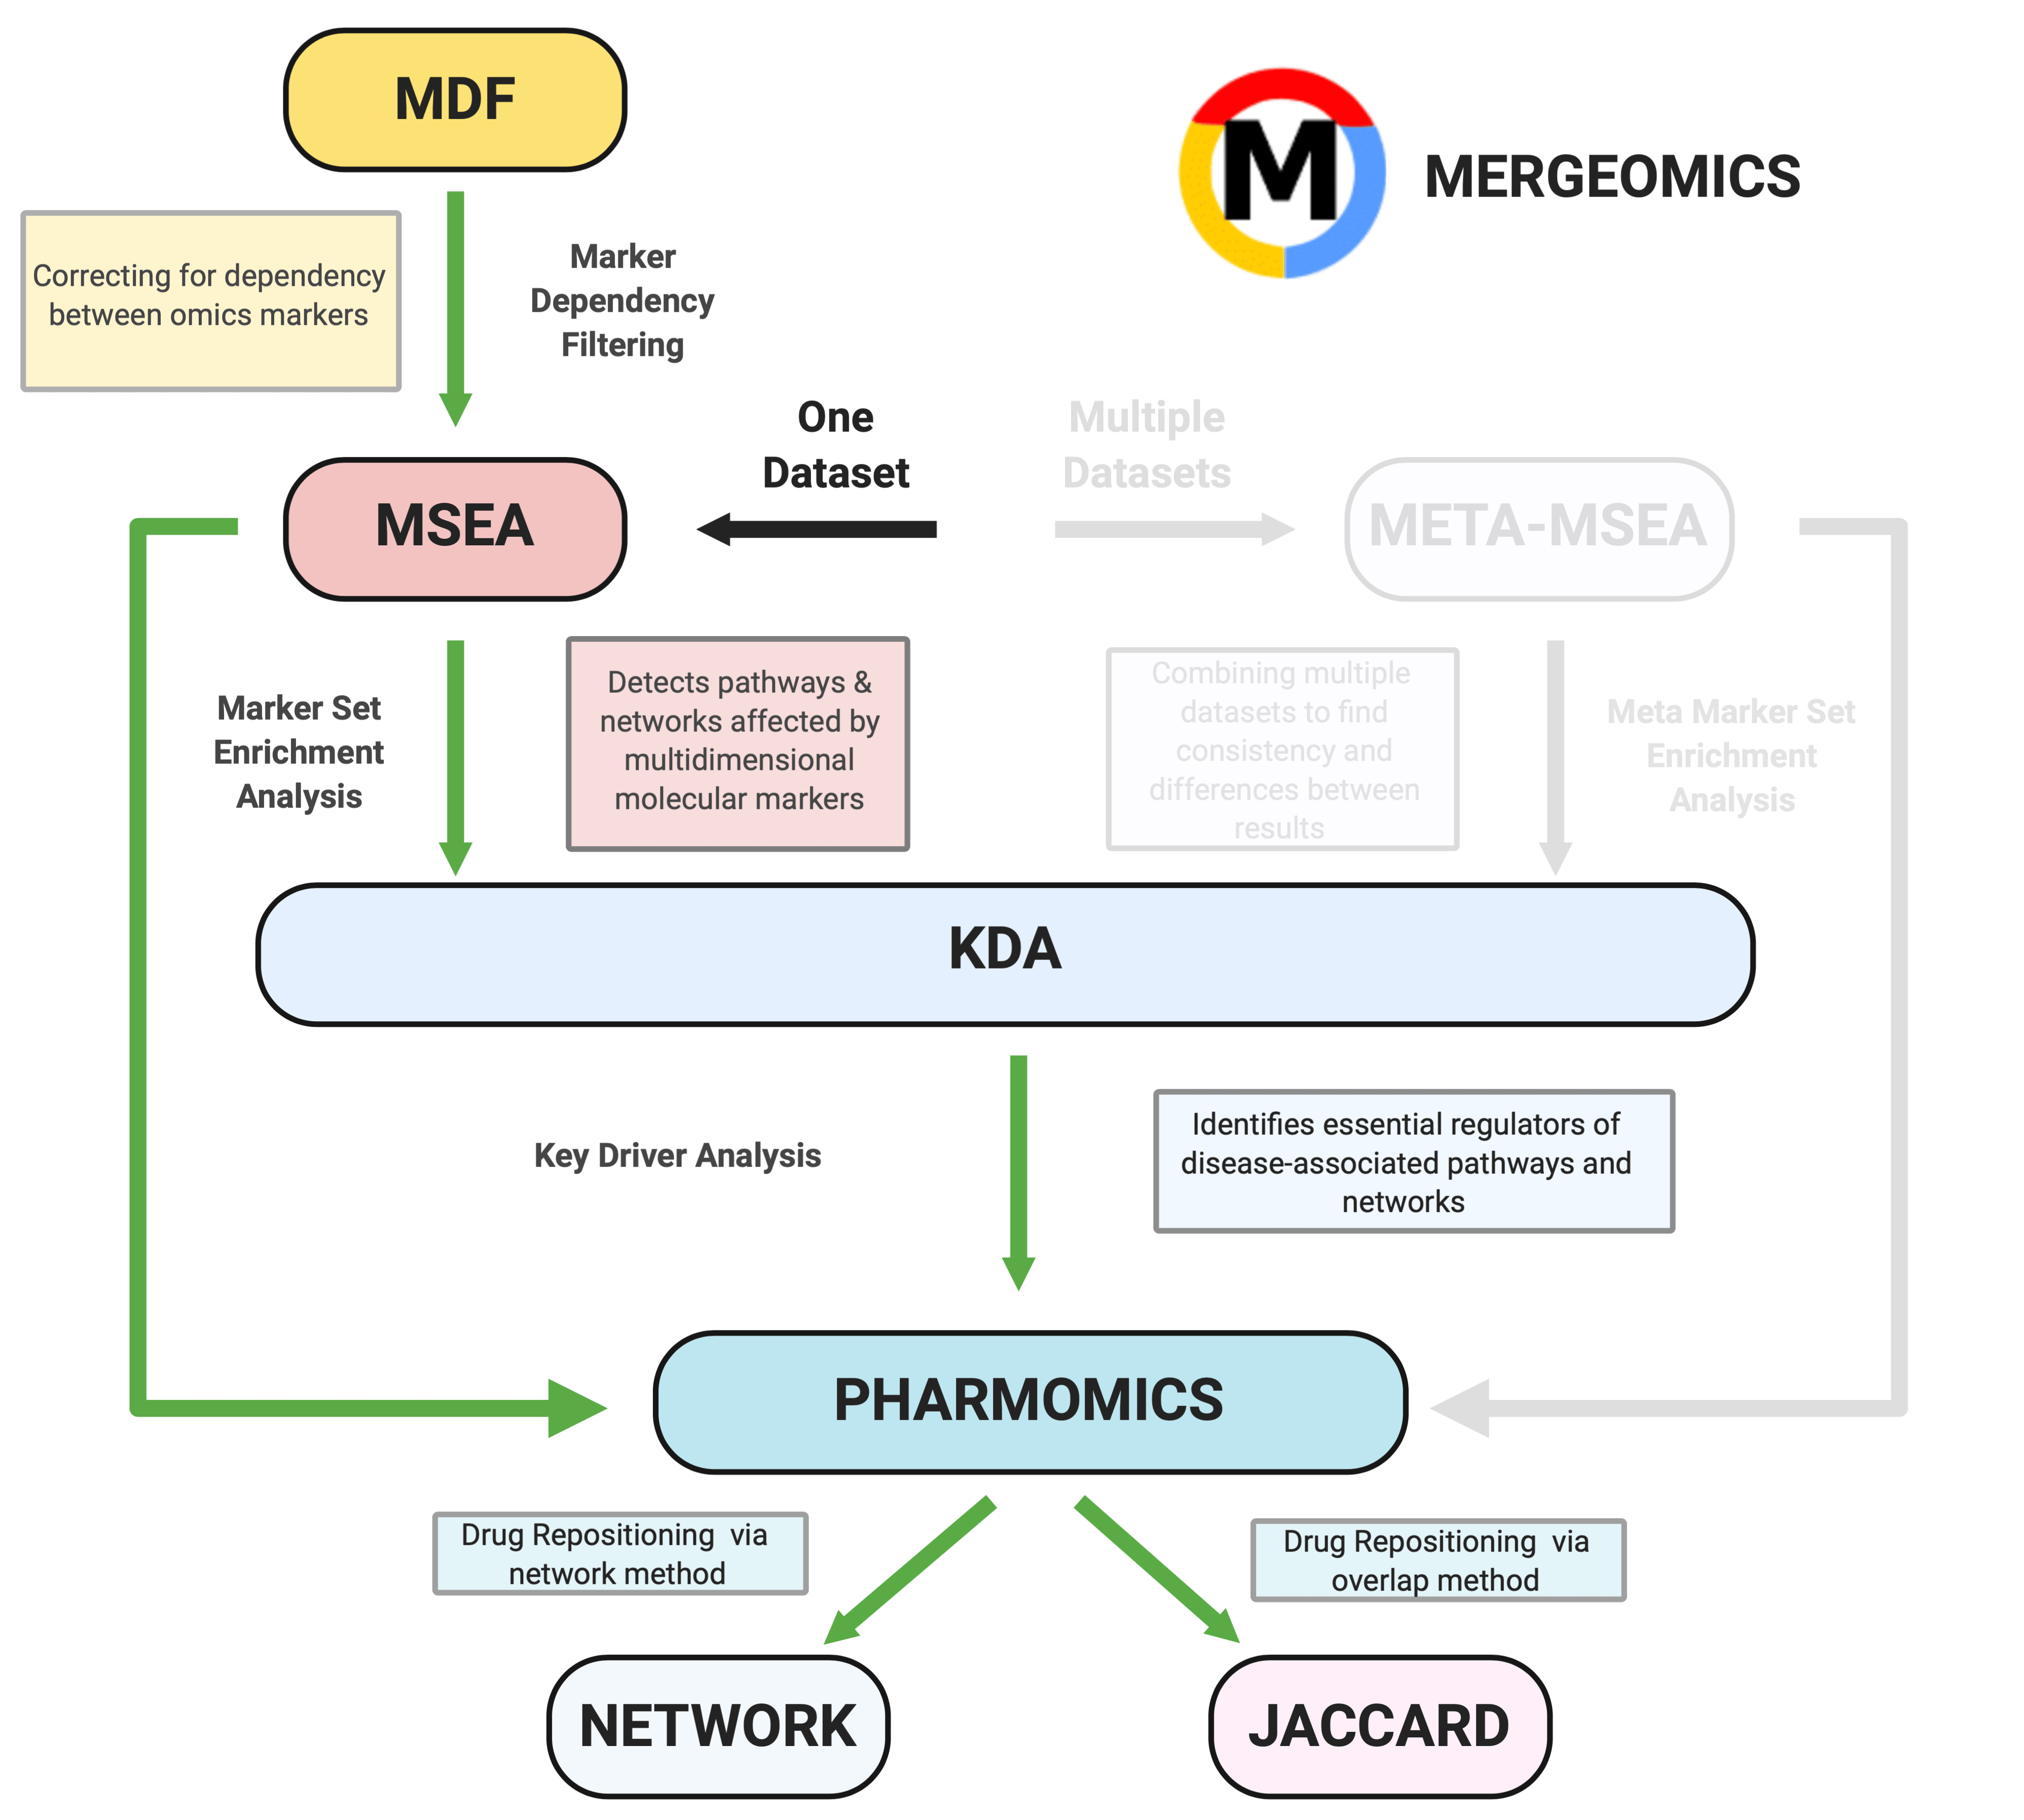 MDF
M
MERGEOMICS
Correcting for dependency
between omics markers
Marker
Dependency
Filtering
One
Dataset
Multiple
Datasets
MSEA
META-MSEA
Marker Set
Enrichment
Analysis
Detects pathways &
networks affected by
multidimensional
molecular markers
Combining multiple
datasets to find
consistency and
differences between
results
Meta Marker Set
Enrichment
Analysis
KDA
Key Driver Analysis
Identifies essential regulators of
disease-associated pathways and
networks
PHARMOMICS
Drug Repositioning  via
network method
Drug Repositioning  via
overlap method
NETWORK
JACCARD